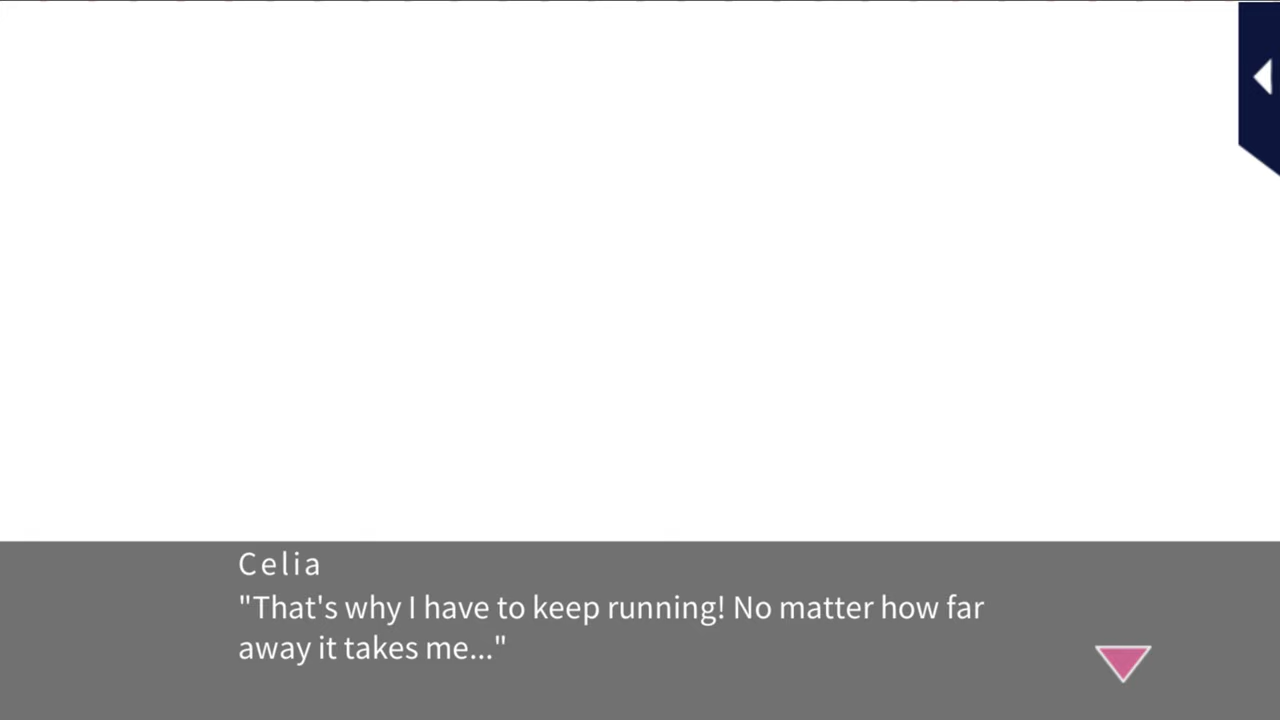 Celia
"That's why I have to keep running! No matter how far
away it takes me..."